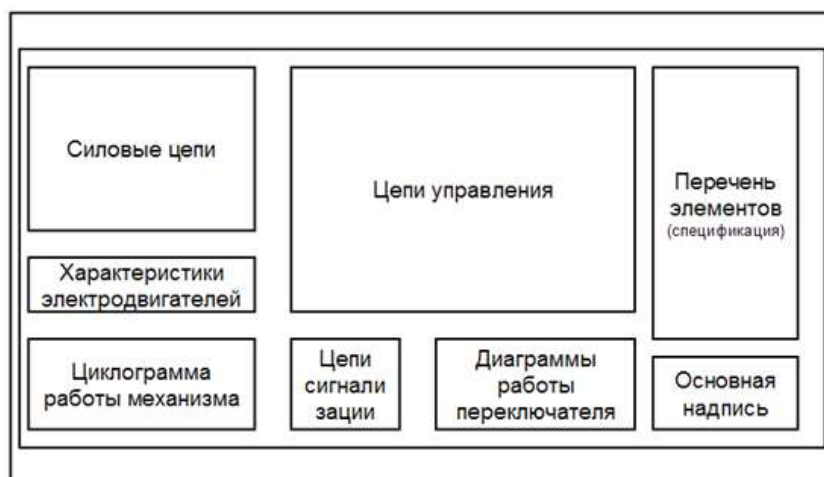 Силовые цепи
Характеристики
электродвигателей
Циклограмма
работы механизма
Цепи управления
Цепи
сигнали
зации
Диаграммы
работы
переключателя
Перечень
элементов
(спецификация)
Основная
надпись